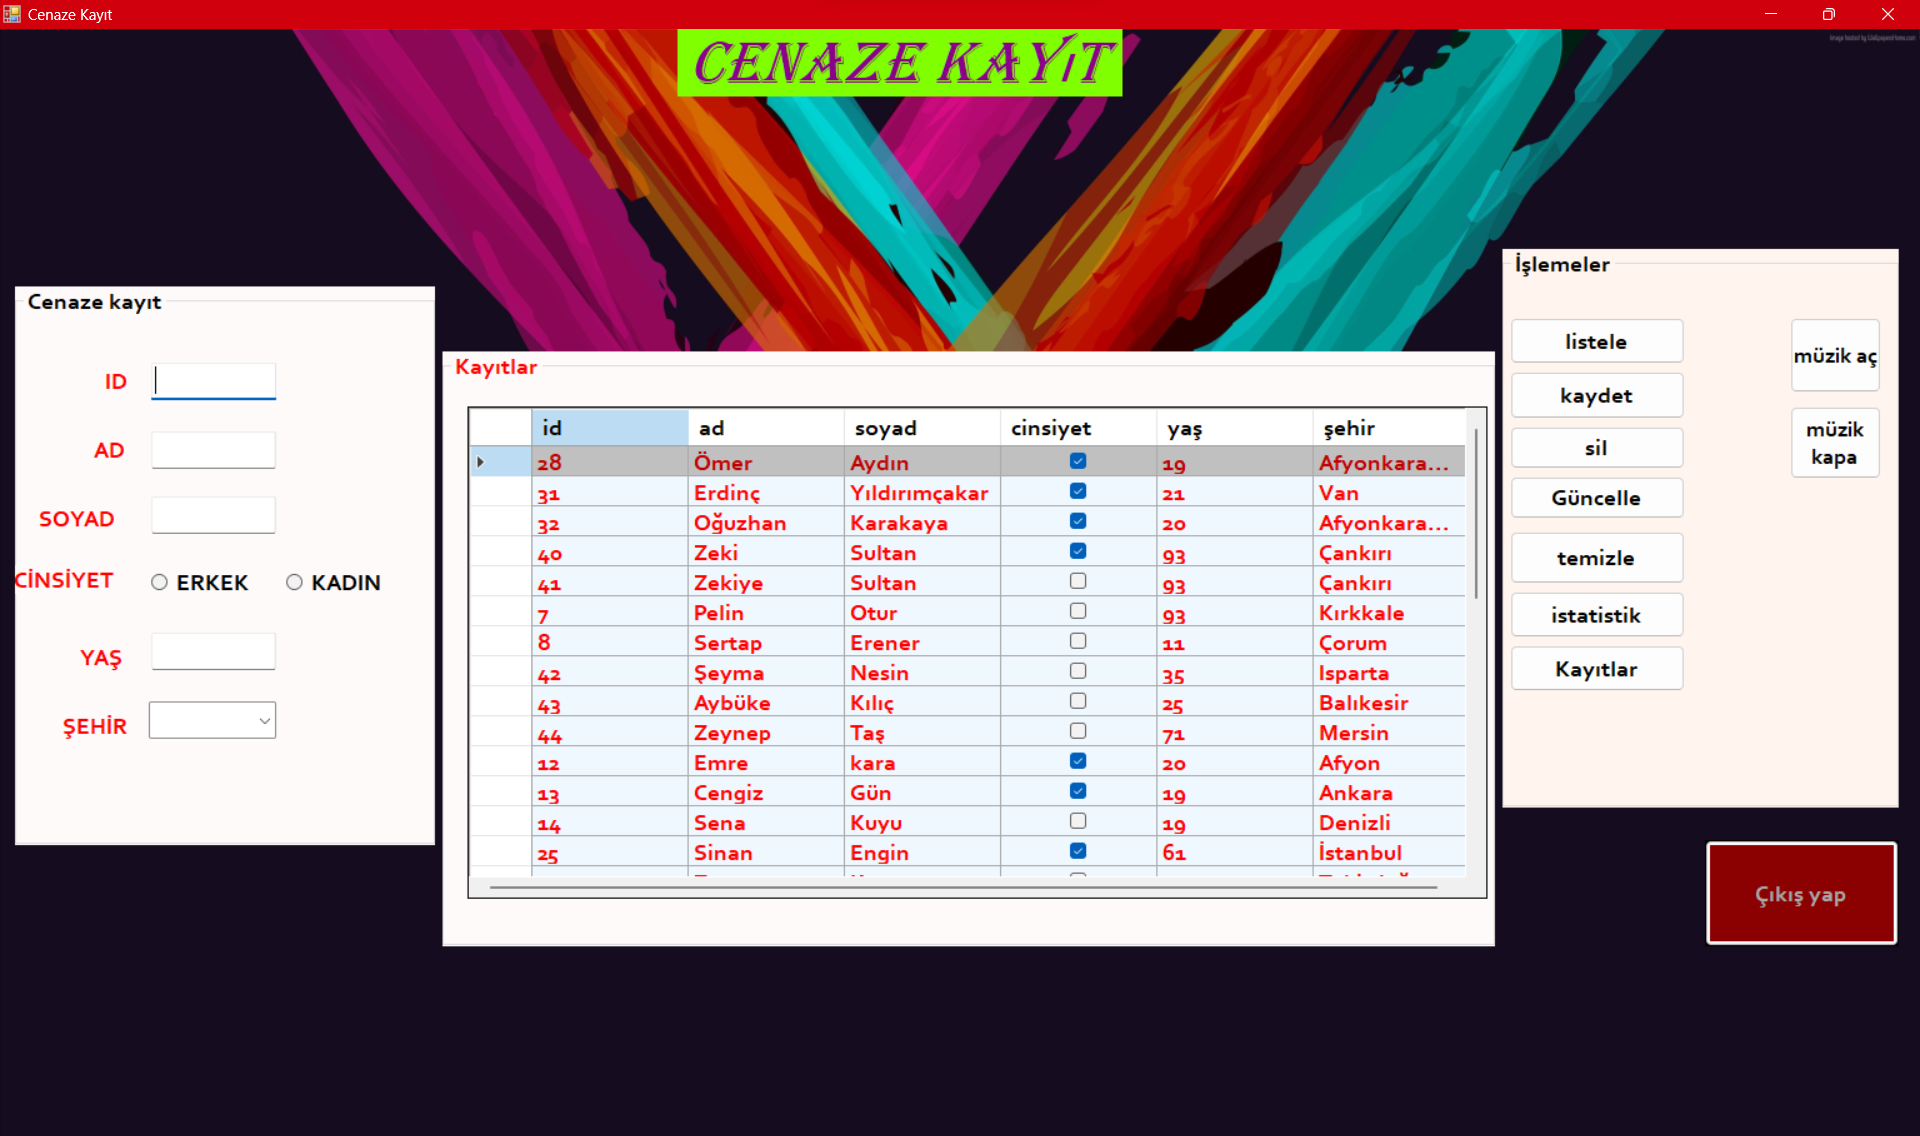 Cenaze Kayıt
CENAZE KAYıT
Cenaze kayıt
ID
AD
SOYAD
CİNSİYET ERKEK KADIN
YAŞ
ŞEHİR
Kayıtlar
id ad soyad cinsiyet yaş şehir
28 Ömer Aydın 19 Afyonkara...
31 Erdinç Yıldırımçakar 21 Van
32 Oğuzhan Karakaya 20 Afyonkara...
40 Zeki Sultan 93 Çankırı
41 Zekiye Sultan 93 Çankırı
7 Pelin Otur 93 Kırkkale
8 Sertap Erener 11 Çorum
42 Şeyma Nesin 35 Isparta
43 Aybüke Kılıç 25 Balıkesir
44 Zeynep Taş 71 Mersin
12 Emre kara 20 Afyon
13 Cengiz Gün 19 Ankara
14 Sena Kuyu 19 Denizli
25 Sinan Engin 61 İstanbul
İşlemeler
listele
kaydet
sil
Güncelle
temizle
istatistik
Kayıtlar
müzik aç
müzik
kapa
Çıkış yap